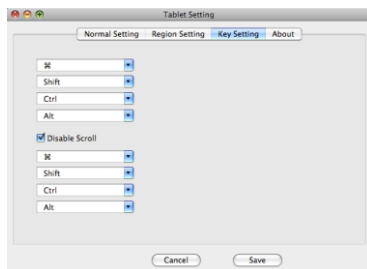 Tablet Setting
Normal Setting Region Setting Key Setting About
⌘
Shift
Ctrl
Alt
Disable Scroll
⌘
Shift
Ctrl
Alt
Cancel Save